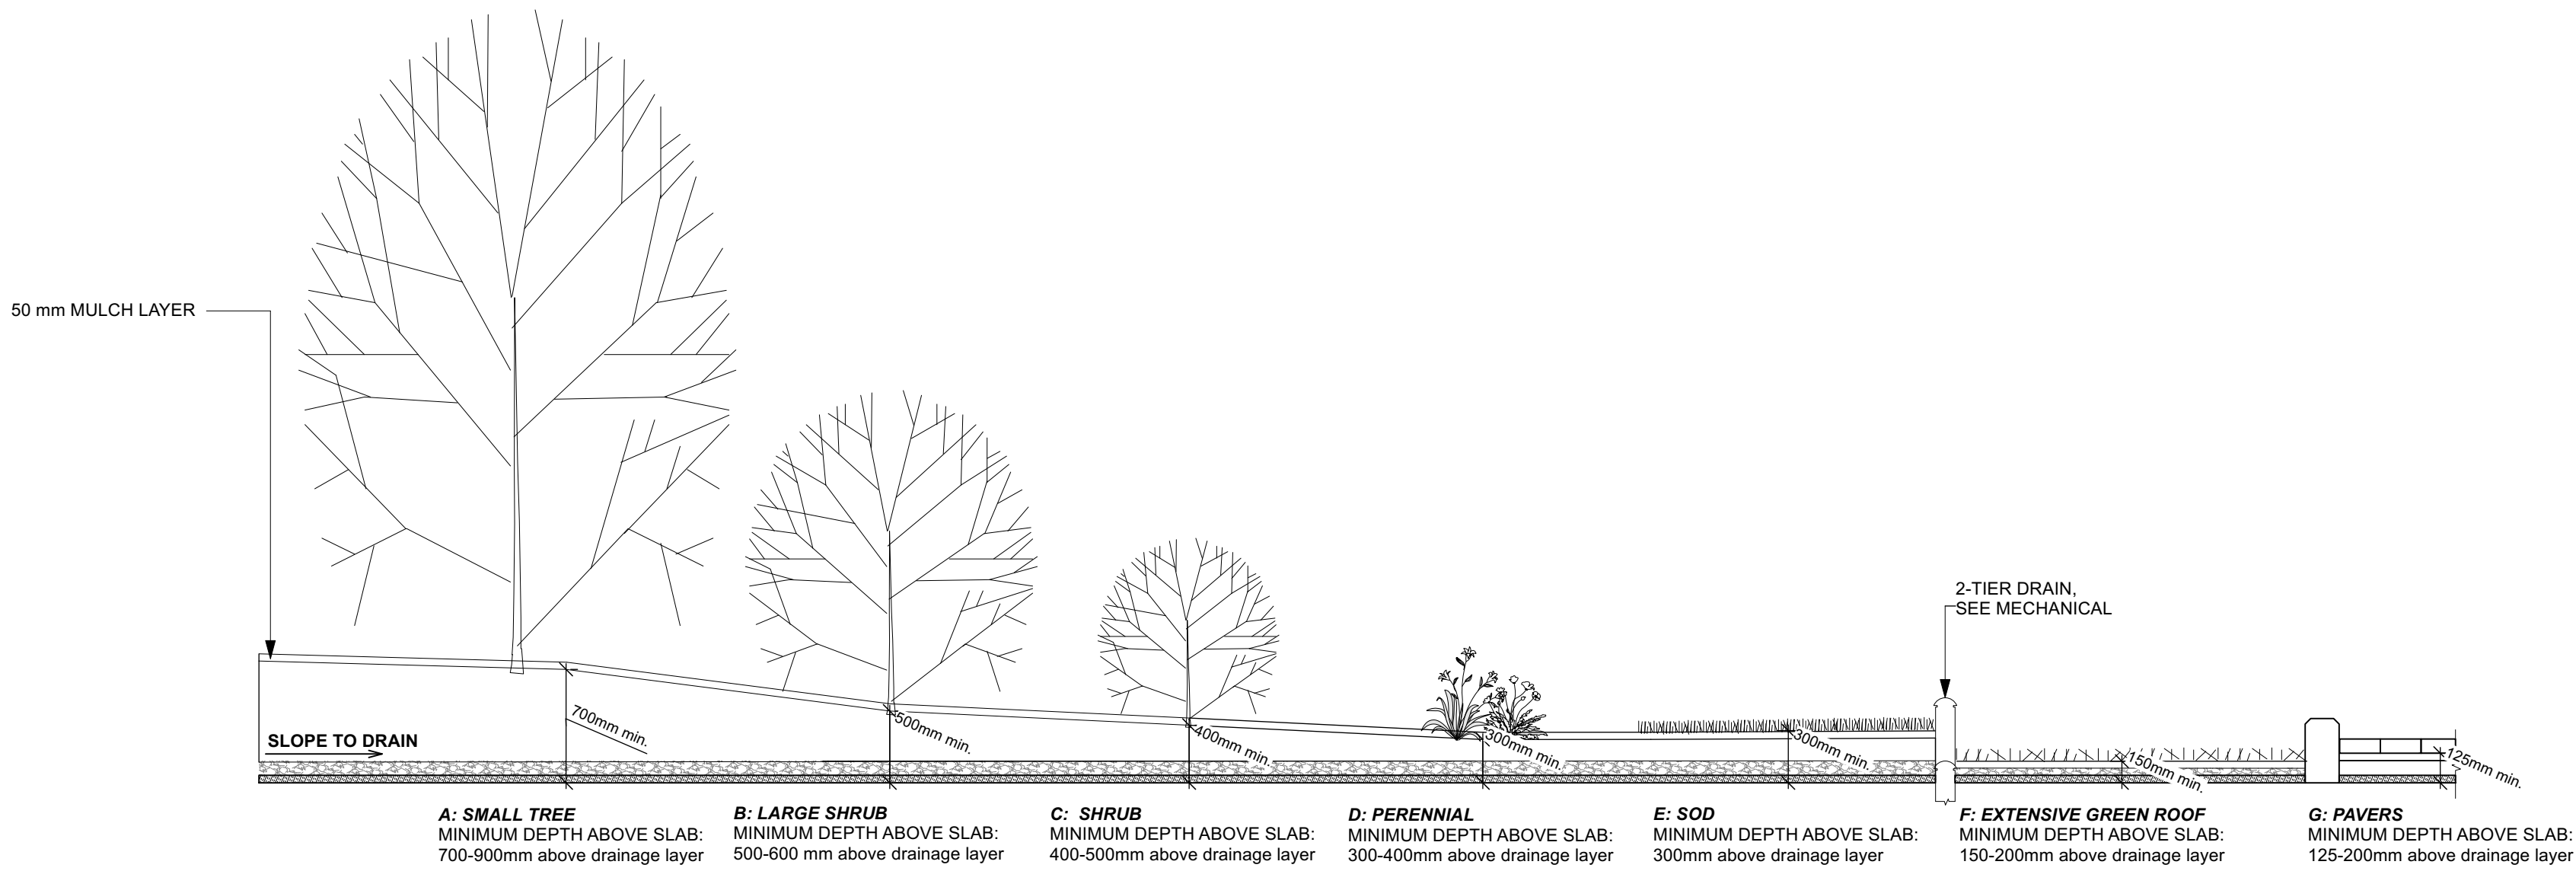 50 mm MULCH LAYER
2-TIER DRAIN,
SEE MECHANICAL
SLOPE TO DRAIN
700mm min.
500mm min.
400mm min.
300mm min.
300mm min.
150mm min.
125mm min.
A: SMALL TREE
MINIMUM DEPTH ABOVE SLAB:
700-900mm above drainage layer
B: LARGE SHRUB
MINIMUM DEPTH ABOVE SLAB:
500-600 mm above drainage layer
C: SHRUB
MINIMUM DEPTH ABOVE SLAB:
400-500mm above drainage layer
D: PERENNIAL
MINIMUM DEPTH ABOVE SLAB:
300-400mm above drainage layer
E: SOD
MINIMUM DEPTH ABOVE SLAB:
300mm above drainage layer
F: EXTENSIVE GREEN ROOF
MINIMUM DEPTH ABOVE SLAB:
150-200mm above drainage layer
G: PAVERS
MINIMUM DEPTH ABOVE SLAB:
125-200mm above drainage layer